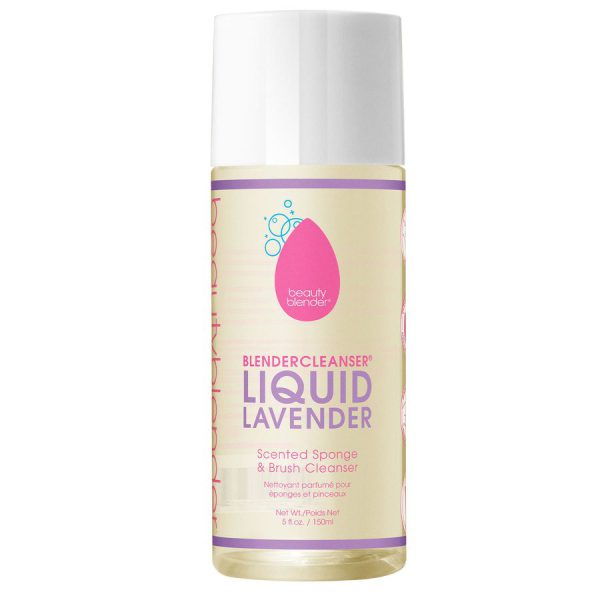 beauty
blender®
BLENDERCLEANSER®
LIQUID
LAVENDER
Scented Sponge
& Brush Cleanser
Nettoyant parfumé pour
éponges et pinceaux
Net Wt./Poids Net
5 fl.oz. / 150ml
beautyblender